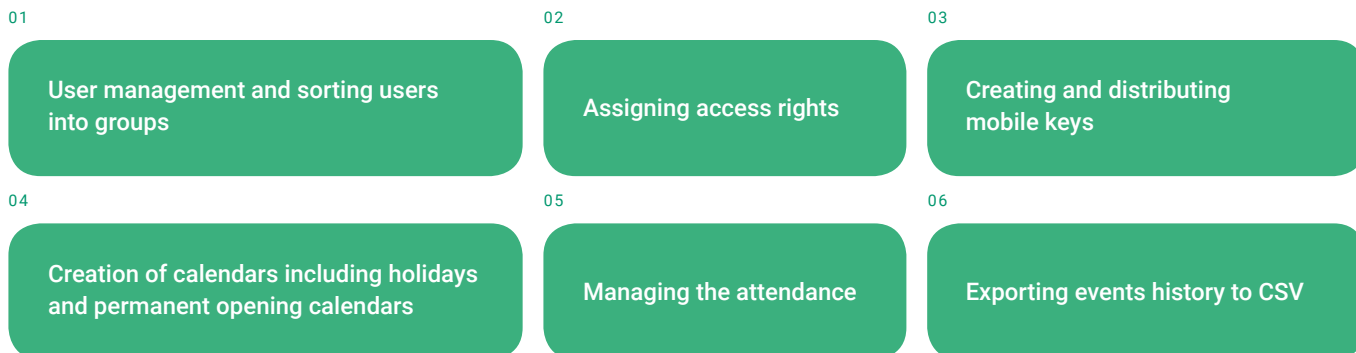 01
User management and sorting users
into groups
02
Assigning access rights
03
Creating and distributing
mobile keys
04
Creation of calendars including holidays
and permanent opening calendars
05
Managing the attendance
06
Exporting events history to CSV